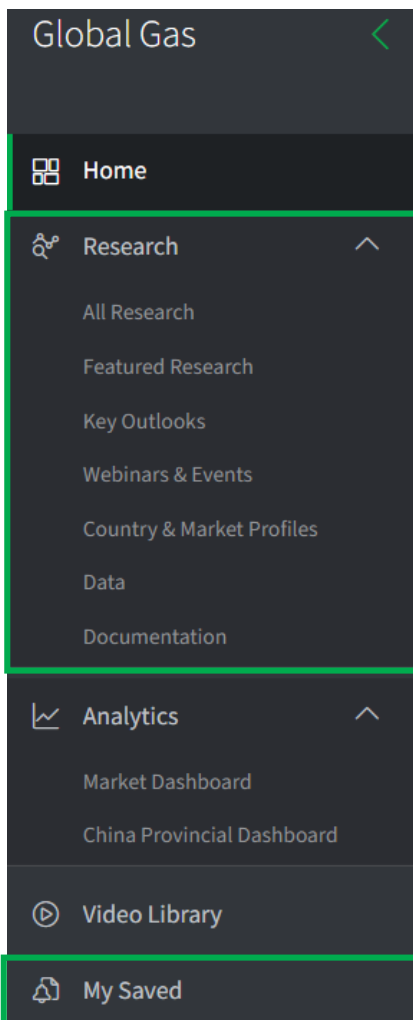 Global Gas
Home
Research
All Research
Featured Research
Key Outlooks
Webinars & Events
Country & Market Profiles
Data
Documentation
Analytics
Market Dashboard
China Provincial Dashboard
Video Library
My Saved